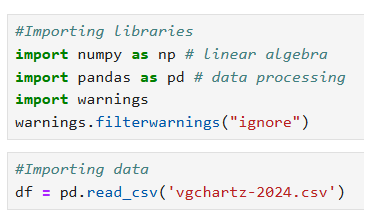 #Importing libraries
import numpy as np # linear algebra
import pandas as pd # data processing
import warnings
warnings.filterwarnings("ignore")
#Importing data
df = pd.read_csv('vgchartz-2024.csv')